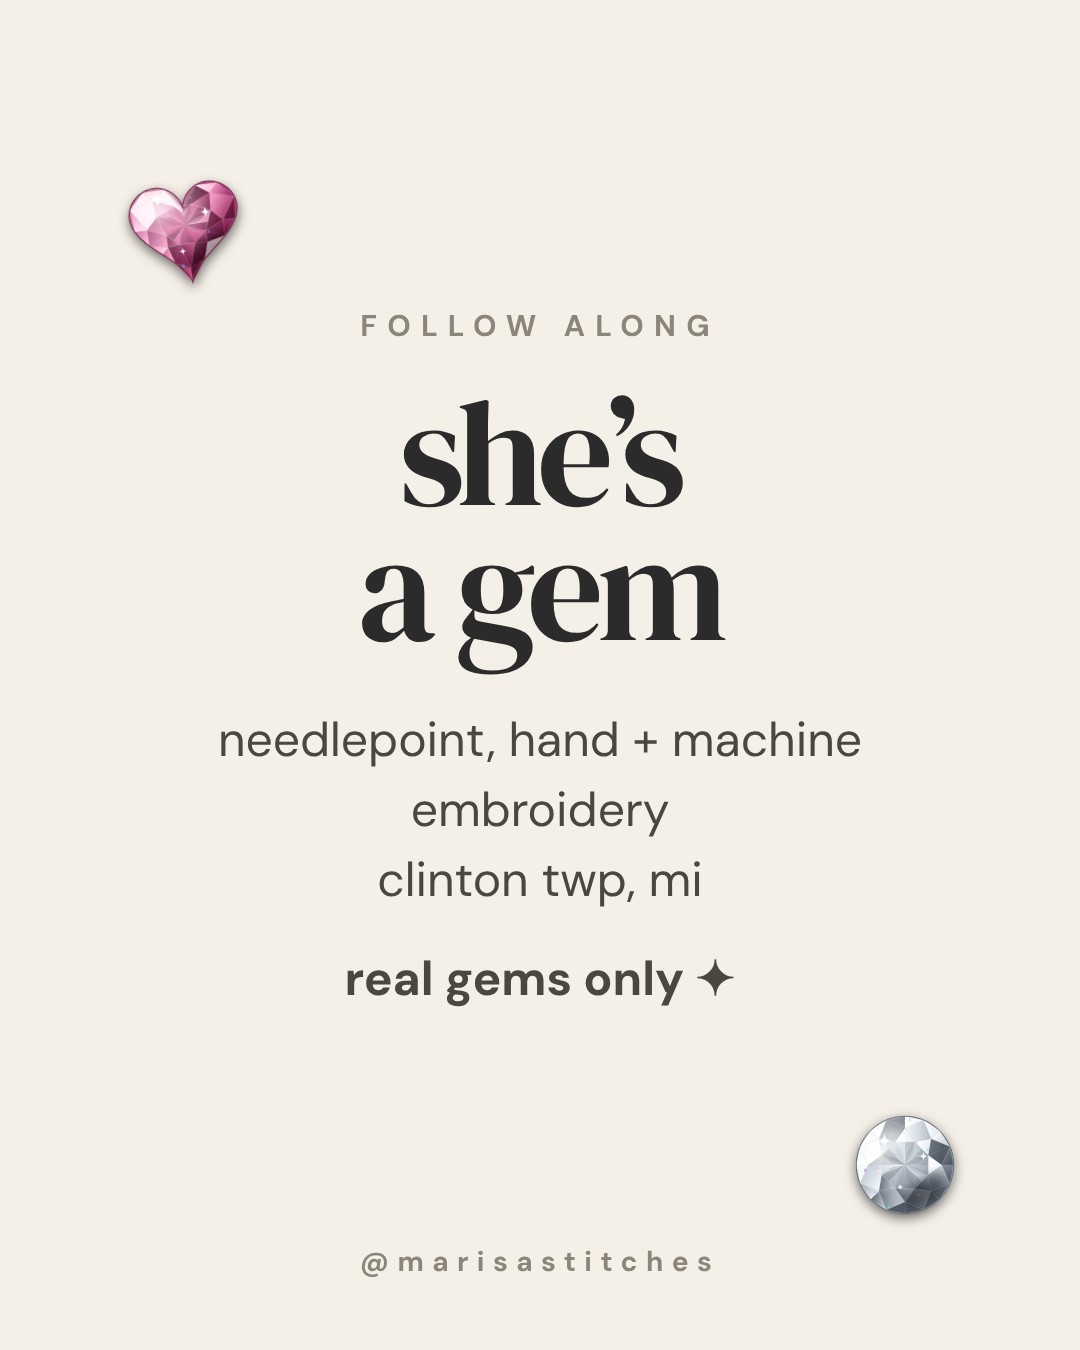 FOLLOW ALONG
she’s
a gem
needlepoint, hand + machine
embroidery
clinton twp, mi
real gems only ✦
@marisastitches